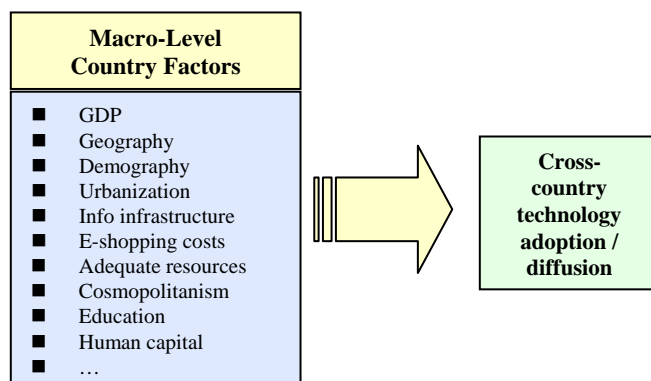 Macro-Level
Country Factors
■ GDP
■ Geography
■ Demography
■ Urbanization
■ Info infrastructure
■ E-shopping costs
■ Adequate resources
■ Cosmopolitanism
■ Education
■ Human capital
■ …
Cross-
country
technology
adoption /
diffusion